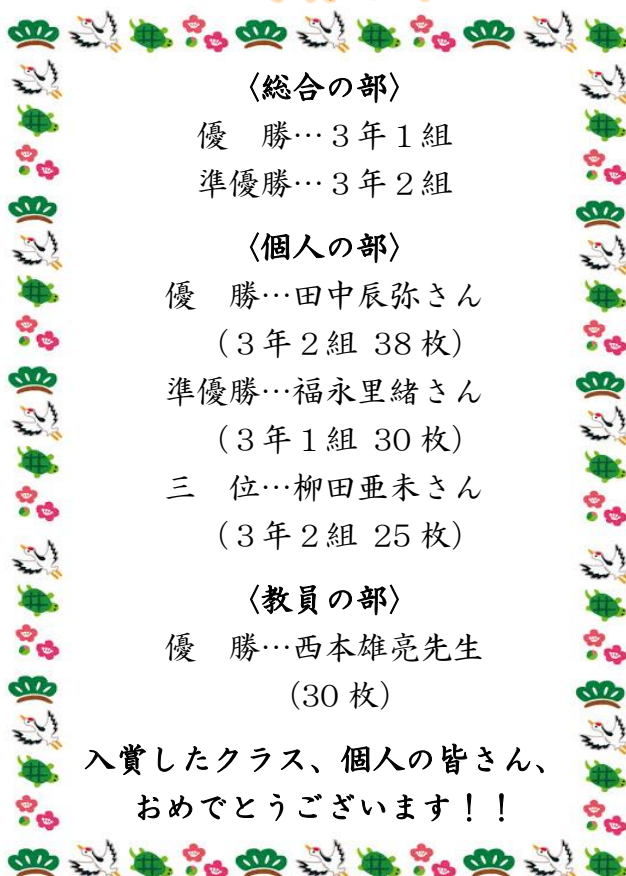 〈総合の部〉
優　勝…３年１組
準優勝…３年２組
〈個人の部〉
優　勝…田中辰弥さん
（３年２組 38 枚）
準優勝…福永里緒さん
（３年１組 30 枚）
三　位…柳田亜未さん
（３年２組 25 枚）
〈教員の部〉
優　勝…西本雄亮先生
（30 枚）
入賞したクラス、個人の皆さん、
おめでとうございます！！